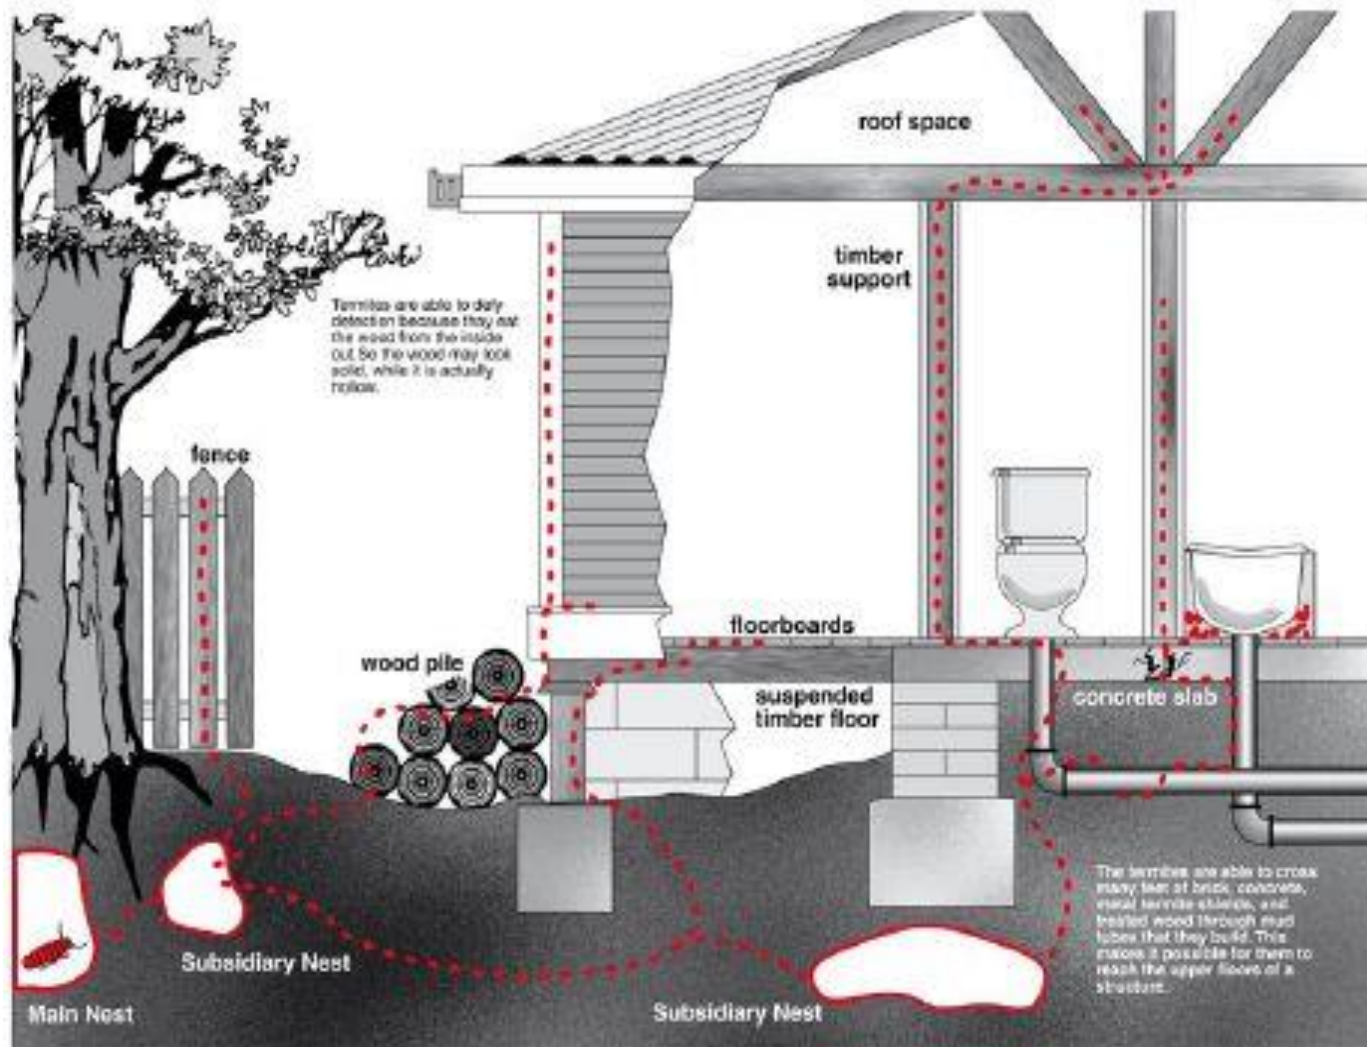 roof space
timber
support
Termites are able to defy
detection because they eat
the wood from the inside
out. So the wood may look
solid, while it is actually
hollow.
fence
floorboards
wood pile
suspended
timber floor
concrete slab
The termites are able to cross
many feet of brick, concrete,
metal termite shields, and
treated wood through mud
tubes that they build. This
makes it possible for them to
reach the upper floors of a
structure.
Subsidiary Nest
Main Nest
Subsidiary Nest